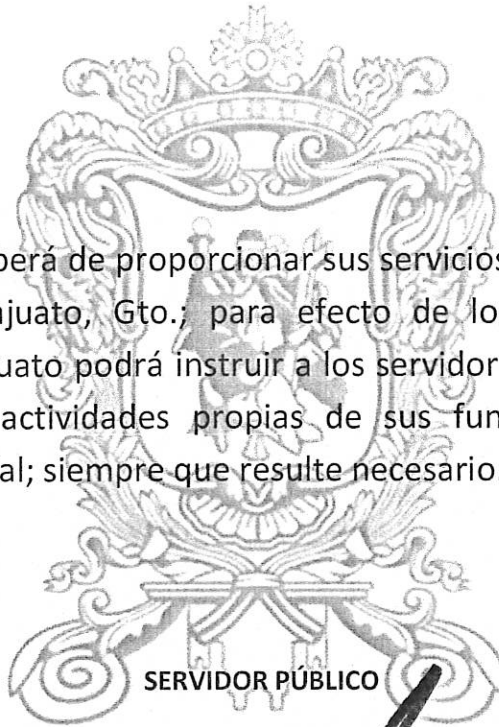 berá de proporcionar sus servicios
juato, Gto.; para efecto de lo
uato podrá instruir a los servidor
actividades propias de sus fun
al; siempre que resulte necesario.
SERVIDOR PÚBLICO